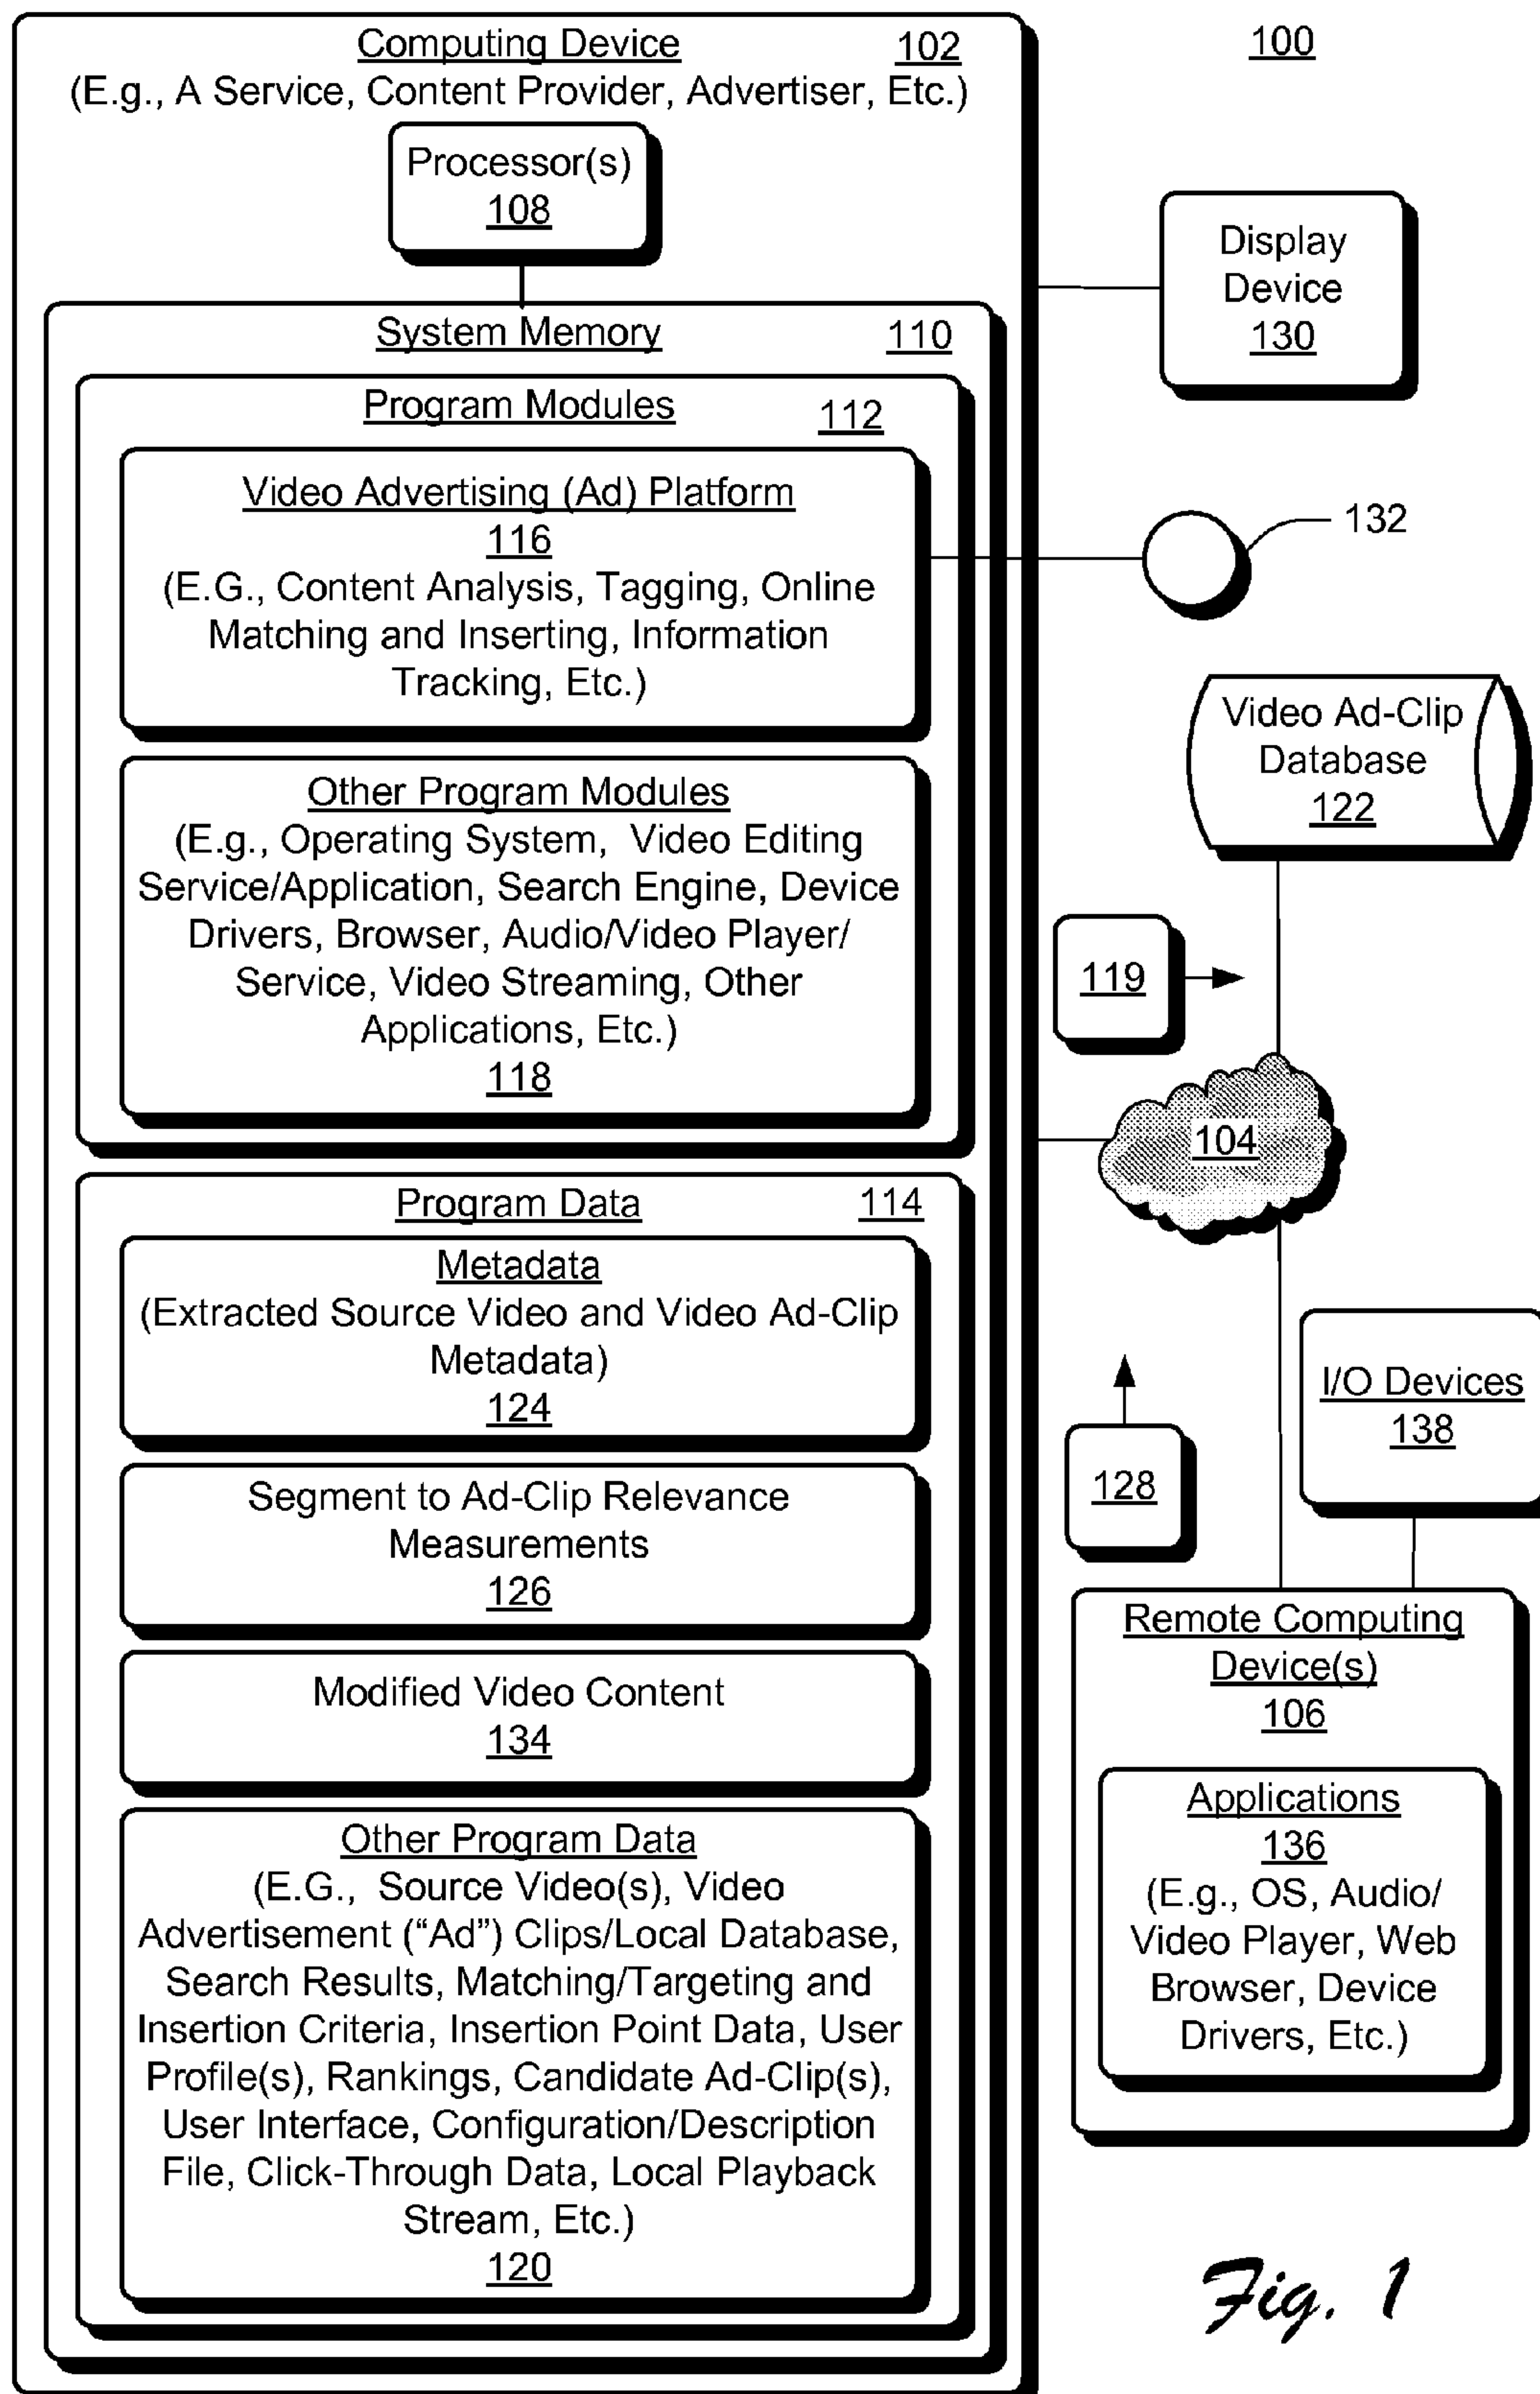 Computing Device 102
(E.g., A Service, Content Provider, Advertiser, Etc.)
Processor(s)
108
System Memory 110
Program Modules 112
Video Advertising (Ad) Platform
116
(E.G., Content Analysis, Tagging, Online
Matching and Inserting, Information
Tracking, Etc.)
Other Program Modules
(E.g., Operating System, Video Editing
Service/Application, Search Engine, Device
Drivers, Browser, Audio/Video Player/
Service, Video Streaming, Other
Applications, Etc.)
118
Program Data 114
Metadata
(Extracted Source Video and Video Ad-Clip
Metadata)
124
Segment to Ad-Clip Relevance
Measurements
126
Modified Video Content
134
Other Program Data
(E.G., Source Video(s), Video
Advertisement (“Ad”) Clips/Local Database,
Search Results, Matching/Targeting and
Insertion Criteria, Insertion Point Data, User
Profile(s), Rankings, Candidate Ad-Clip(s),
User Interface, Configuration/Description
File, Click-Through Data, Local Playback
Stream, Etc.)
120
100
Display
Device
130
132
Video Ad-Clip
Database
122
119
104
128
I/O Devices
138
Remote Computing
Device(s)
106
Applications
136
(E.g., OS, Audio/
Video Player, Web
Browser, Device
Drivers, Etc.)
Fig. 1